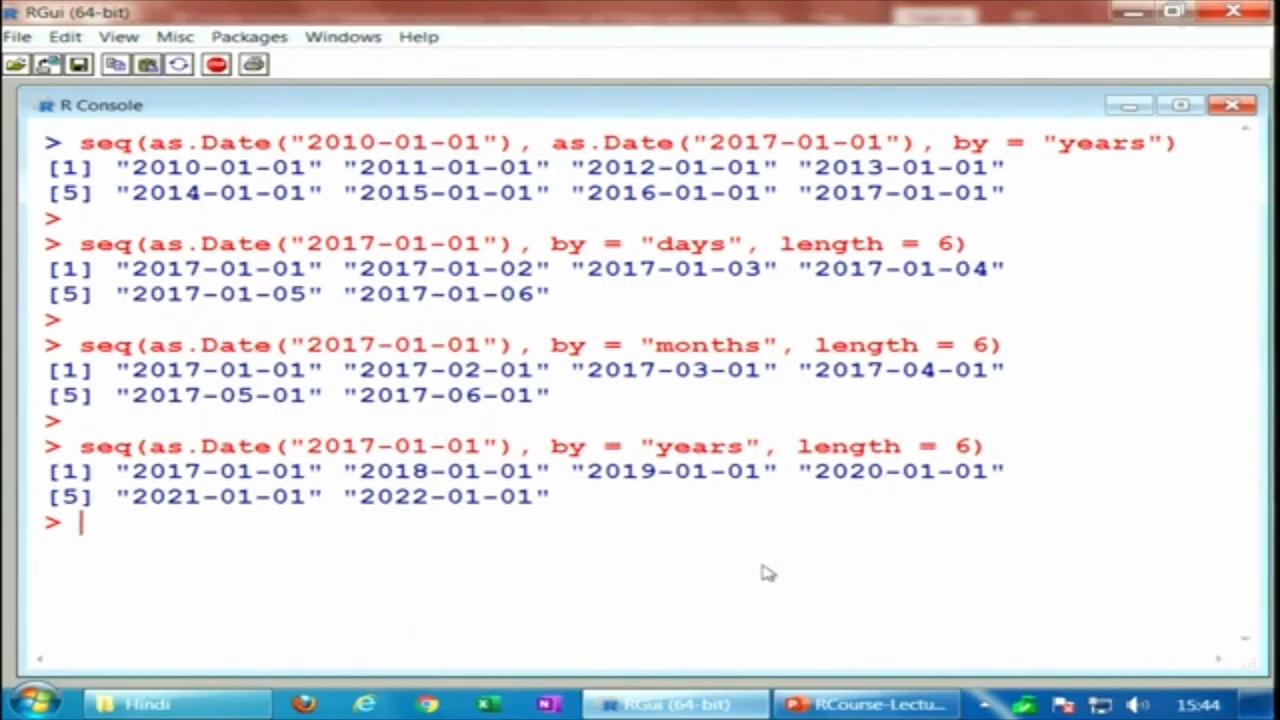 RGui (64-bit)
File Edit View Misc Packages Windows Help
R Console
> seq(as.Date("2010-01-01"), as.Date("2017-01-01"), by = "years")
[1] "2010-01-01" "2011-01-01" "2012-01-01" "2013-01-01"
[5] "2014-01-01" "2015-01-01" "2016-01-01" "2017-01-01"
>
> seq(as.Date("2017-01-01"), by = "days", length = 6)
[1] "2017-01-01" "2017-01-02" "2017-01-03" "2017-01-04"
[5] "2017-01-05" "2017-01-06"
>
> seq(as.Date("2017-01-01"), by = "months", length = 6)
[1] "2017-01-01" "2017-02-01" "2017-03-01" "2017-04-01"
[5] "2017-05-01" "2017-06-01"
>
> seq(as.Date("2017-01-01"), by = "years", length = 6)
[1] "2017-01-01" "2018-01-01" "2019-01-01" "2020-01-01"
[5] "2021-01-01" "2022-01-01"
>
Hindi RGui (64-bit) RCourse-Lectu... 15:44